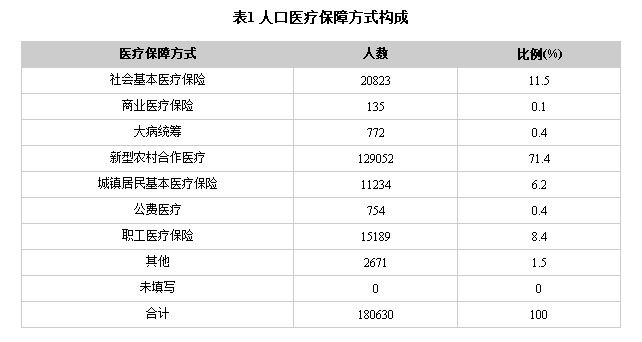 表1 人口医疗保障方式构成
医疗保障方式 人数 比例(%)
社会基本医疗保险 20823 11.5
商业医疗保险 135 0.1
大病统筹 772 0.4
新型农村合作医疗 129052 71.4
城镇居民基本医疗保险 11234 6.2
公费医疗 754 0.4
职工医疗保险 15189 8.4
其他 2671 1.5
未填写 0 0
合计 180630 100